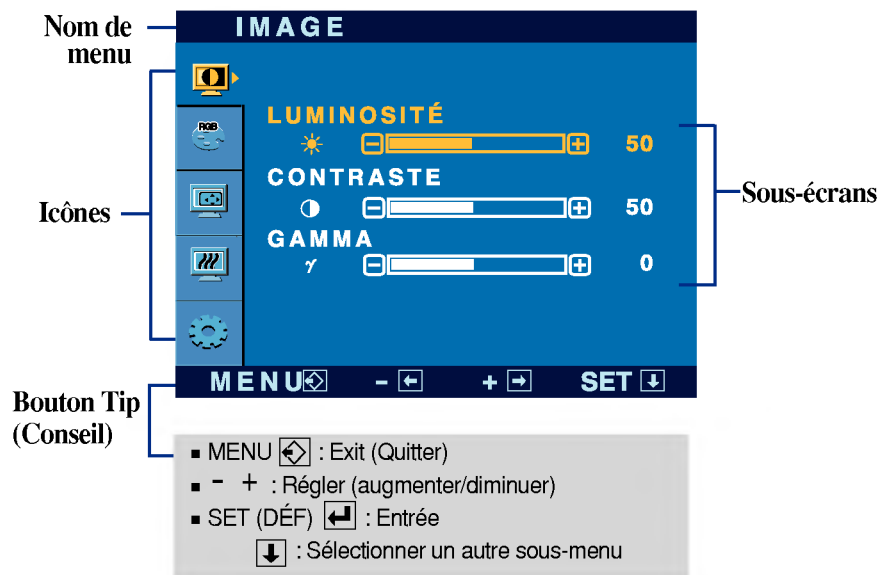 Nom de
menu
IMAGE
RGB
LUMINOSITÉ
50
CONTRASTE
50
GAMMA
γ
0
Icônes
Sous-écrans
MENU - + SET
Bouton Tip
(Conseil)
▪ MENU : Exit (Quitter)
▪ - + : Régler (augmenter/diminuer)
▪ SET (DÉF) : Entrée
: Sélectionner un autre sous-menu